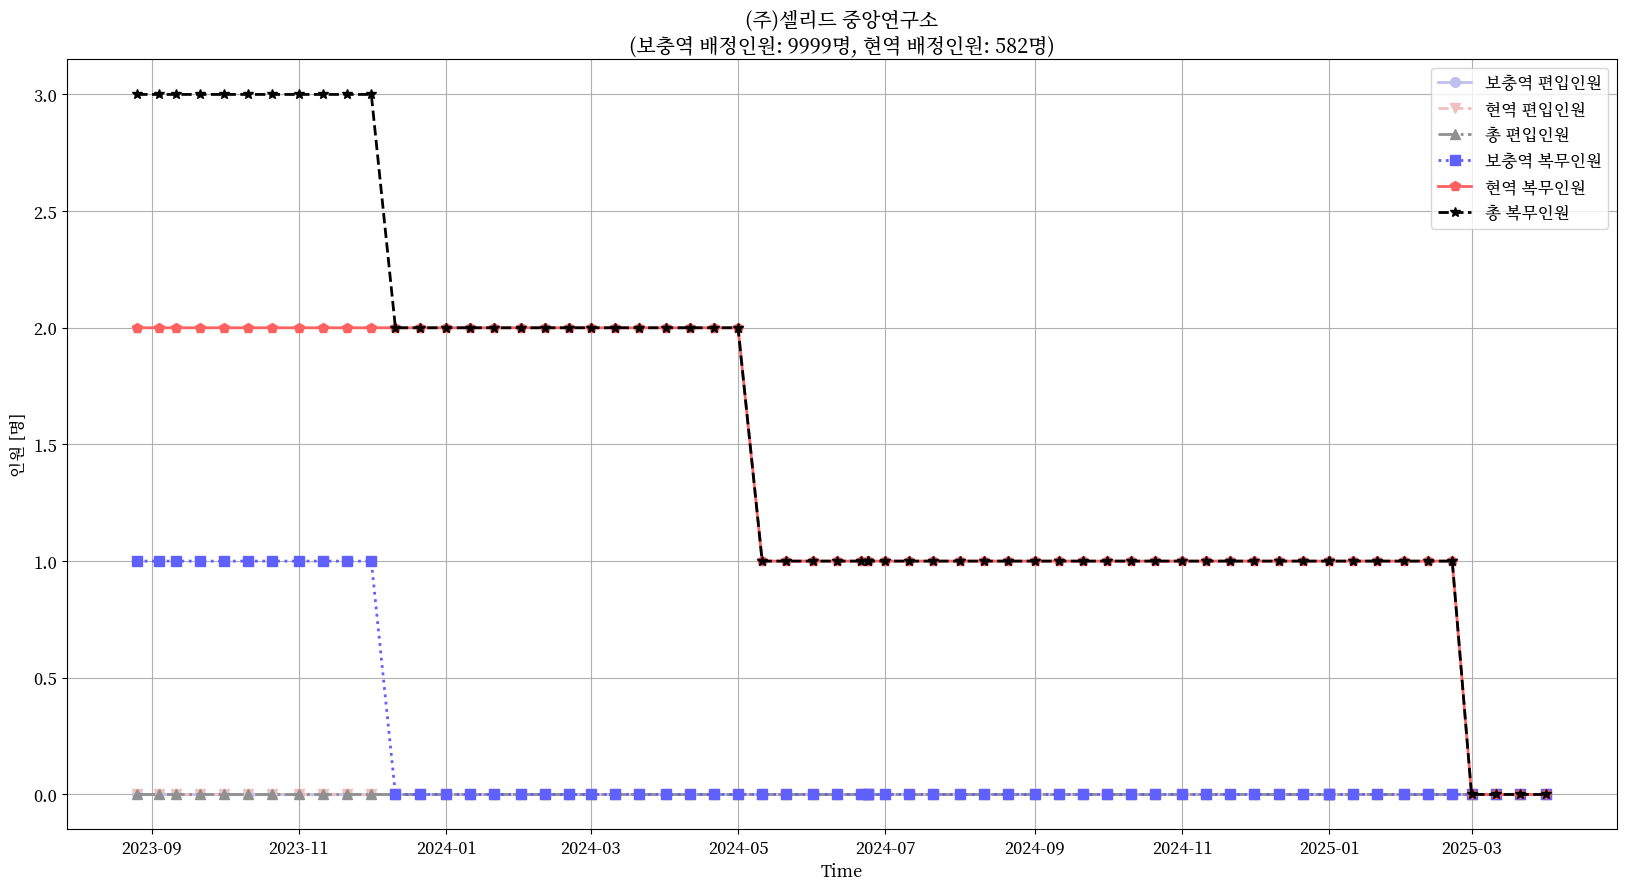 (주)셀리드 중앙연구소
(보충역 배정인원: 9999명, 현역 배정인원: 582명)
보충역 편입인원
현역 편입인원
총 편입인원
보충역 복무인원
현역 복무인원
총 복무인원
인원 [명]
3.0
2.5
2.0
1.5
1.0
0.5
0.0
2023-09 2023-11 2024-01 2024-03 2024-05 2024-07 2024-09 2024-11 2025-01 2025-03
Time